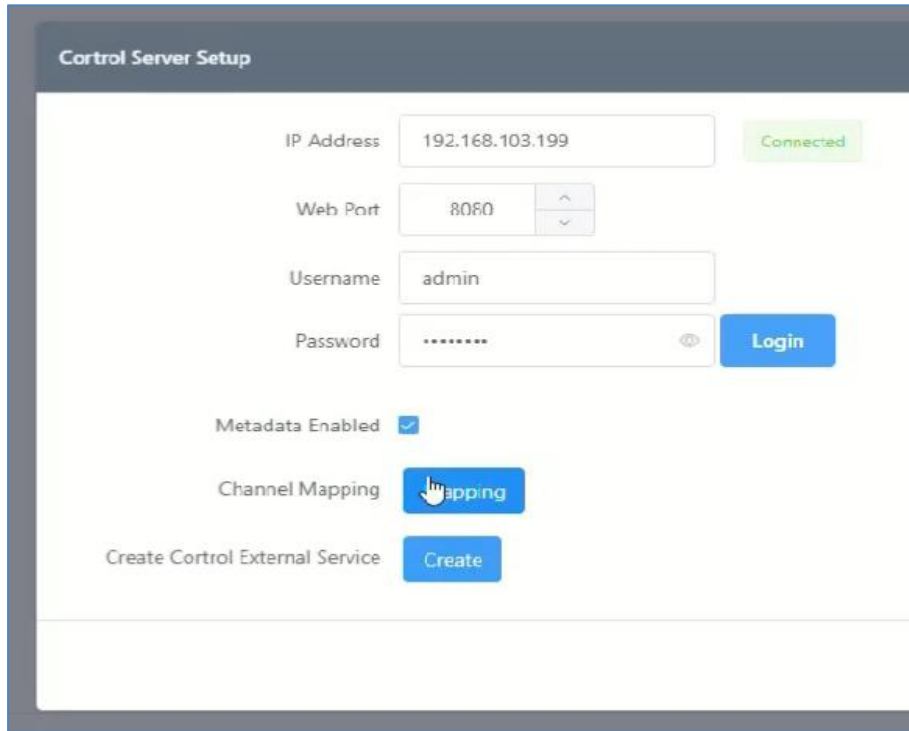 Cortrol Server Setup
IP Address 192.168.103.199 Connected
Web Port 8080
Username admin
Password •••••••• Login
Metadata Enabled
Channel Mapping apping
Create Cortrol External Service Create